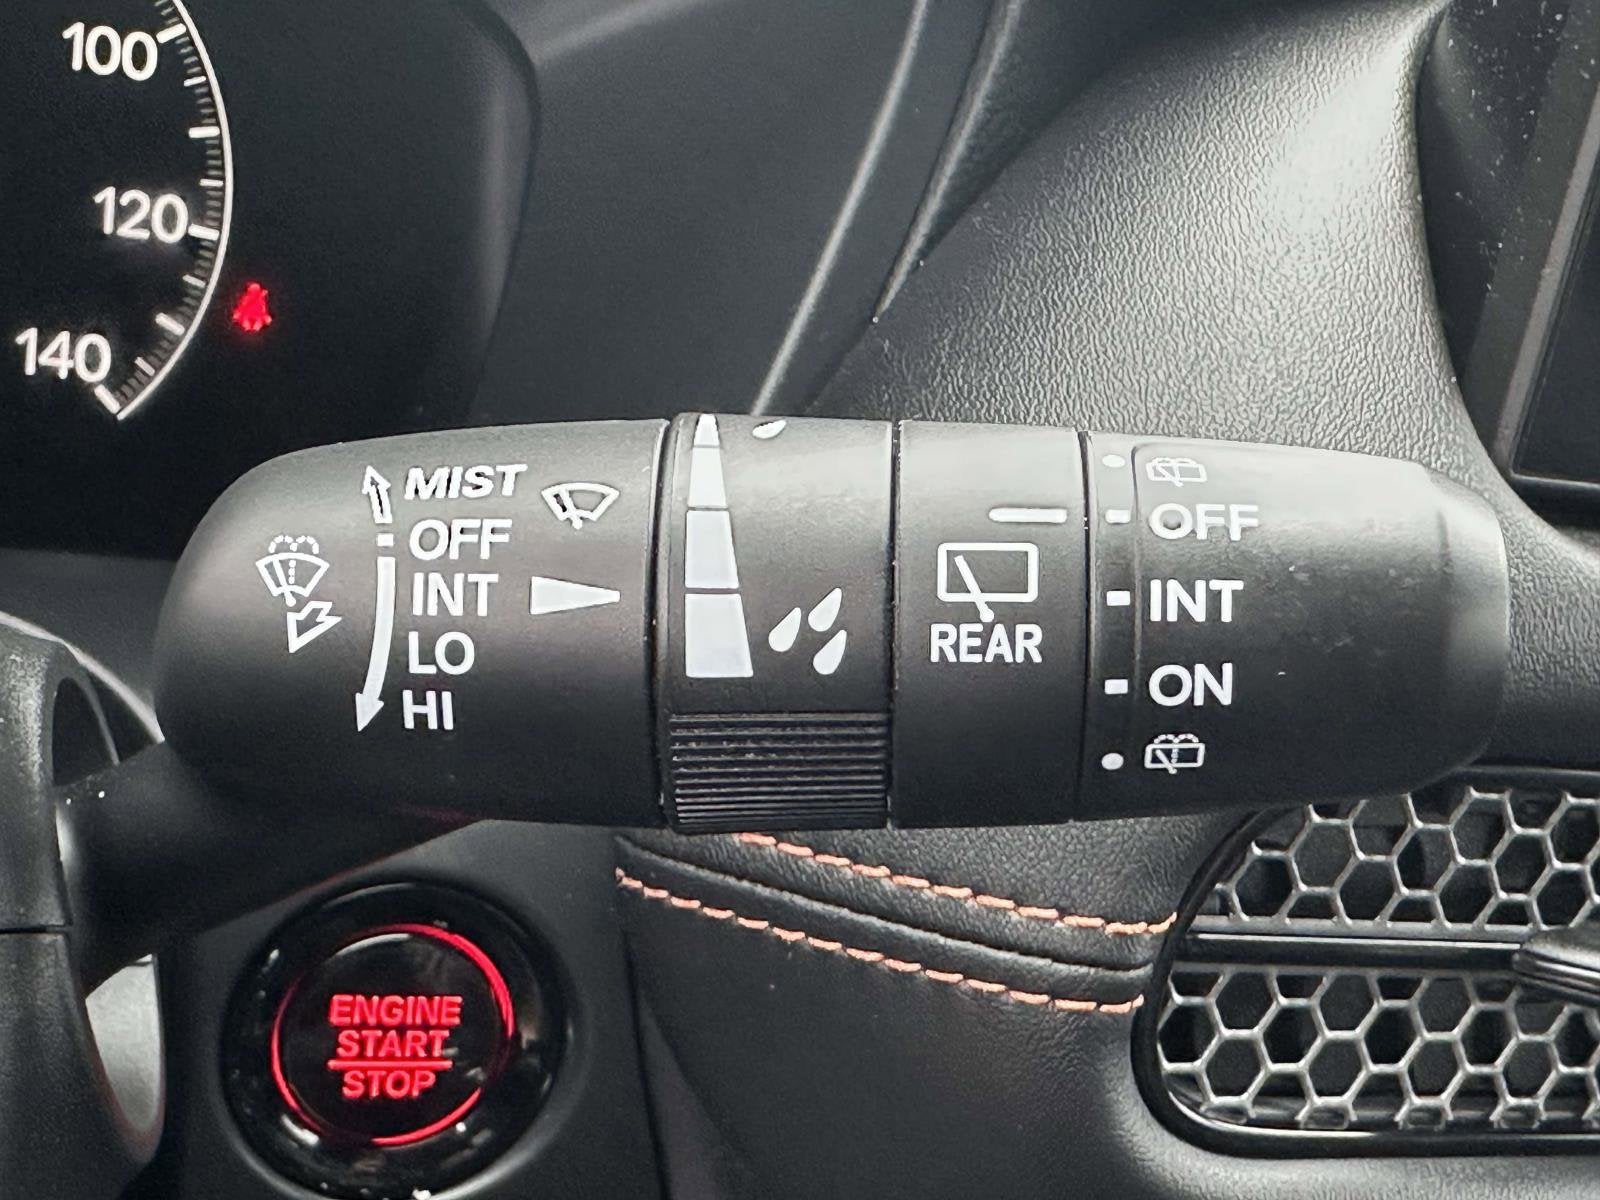 100
120
140
MIST
OFF
INT
LO
HI
REAR
OFF
INT
ON
ENGINE
START
STOP